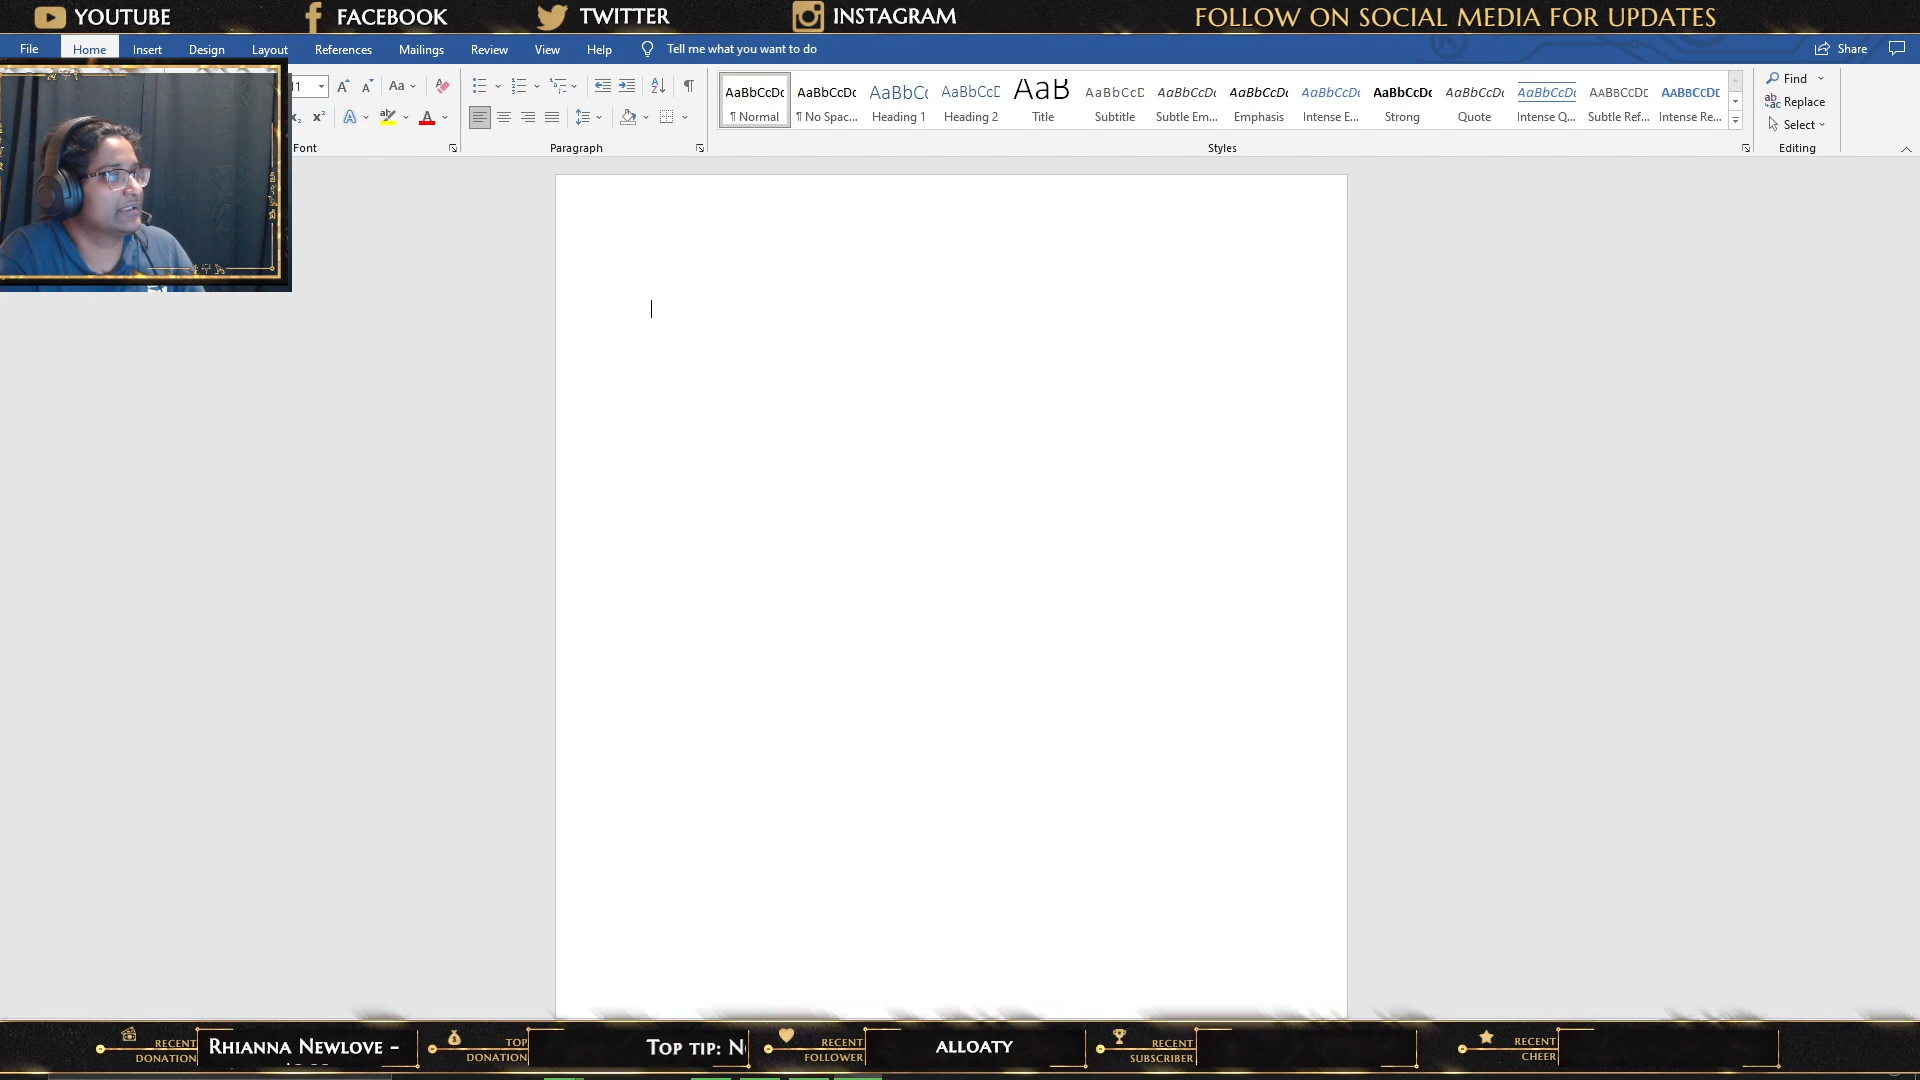 YOUTUBE FACEBOOK TWITTER INSTAGRAM FOLLOW ON SOCIAL MEDIA FOR UPDATES
File Home Insert Design Layout References Mailings Review View Help Tell me what you want to do Share
Aa
AaBbCcDc AaBbCcDc AaBbC( AaBbCcE AaB AaBbCcD AaBbCcDc AaBbCcDc AaBbCcDc AaBbCcDc AaBbCcDc AaBbCcDc AaBbCcDE AaBbCcDE
¶ Normal ¶ No Spac... Heading 1 Heading 2 Title Subtitle Subtle Em... Emphasis Intense E... Strong Quote Intense Q... Subtle Ref... Intense Re...
Find
Replace
Select
Font Paragraph Styles Editing
RECENT DONATION
RHIANNA NEWLOVE -
TOP DONATION
TOP TIP:
RECENT FOLLOWER
ALLOATY
RECENT SUBSCRIBER
RECENT CHEER